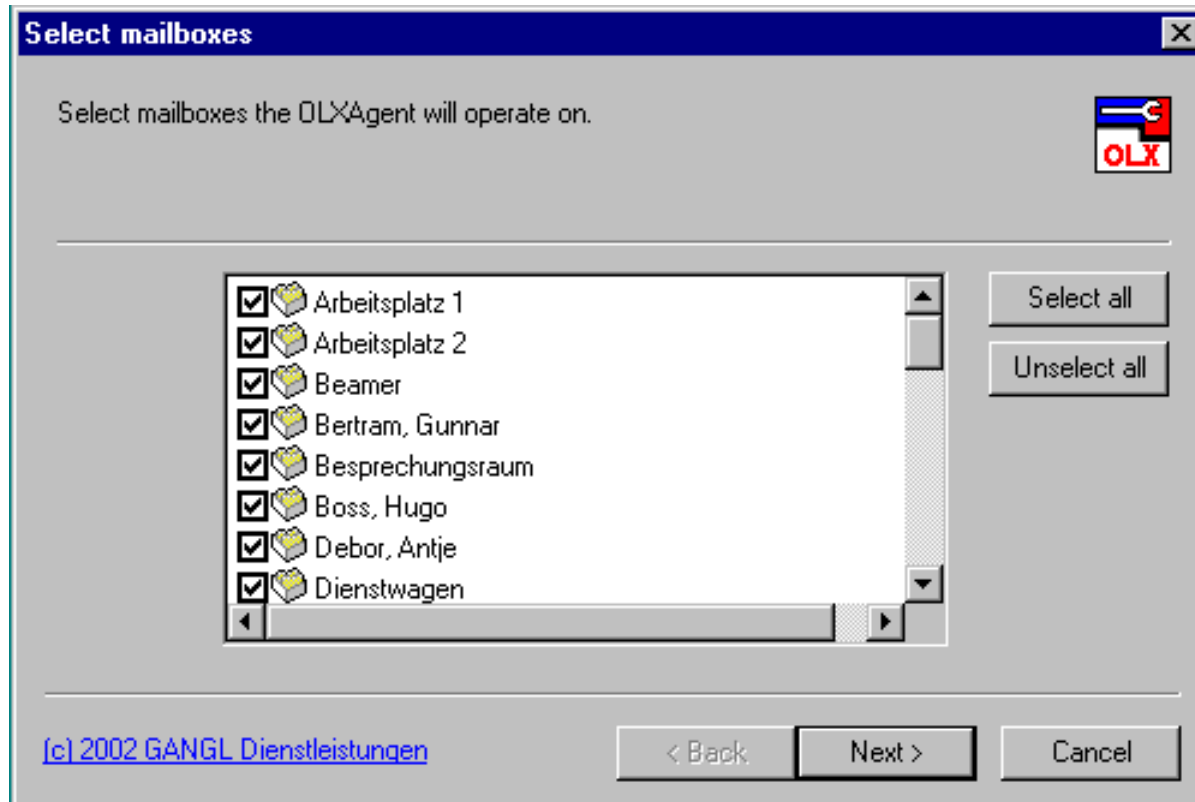 Select mailboxes
Select mailboxes the OLXAgent will operate on.
OLX
Arbeitsplatz 1
Arbeitsplatz 2
Beamer
Bertram, Gunnar
Besprechungsraum
Boss, Hugo
Debor, Antje
Dienstwagen
Select all
Unselect all
(c) 2002 GANGL Dienstleistungen
< Back
Next >
Cancel